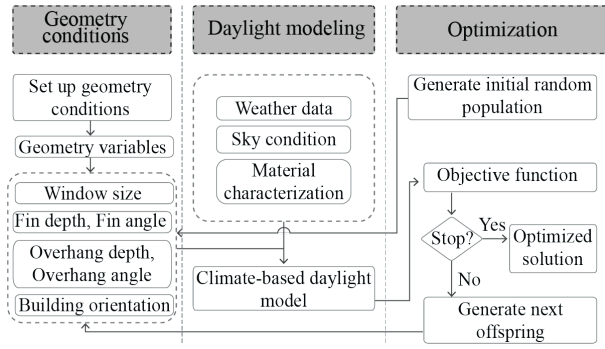 Geometry
conditions
Daylight modeling
Optimization
Set up geometry
conditions
Geometry variables
Window size
Fin depth, Fin angle
Overhang depth,
Overhang angle
Building orientation
Weather data
Sky condition
Material
characterization
Climate-based daylight
model
Generate initial random
population
Objective function
Stop?
Yes
Optimized
solution
No
Generate next
offspring